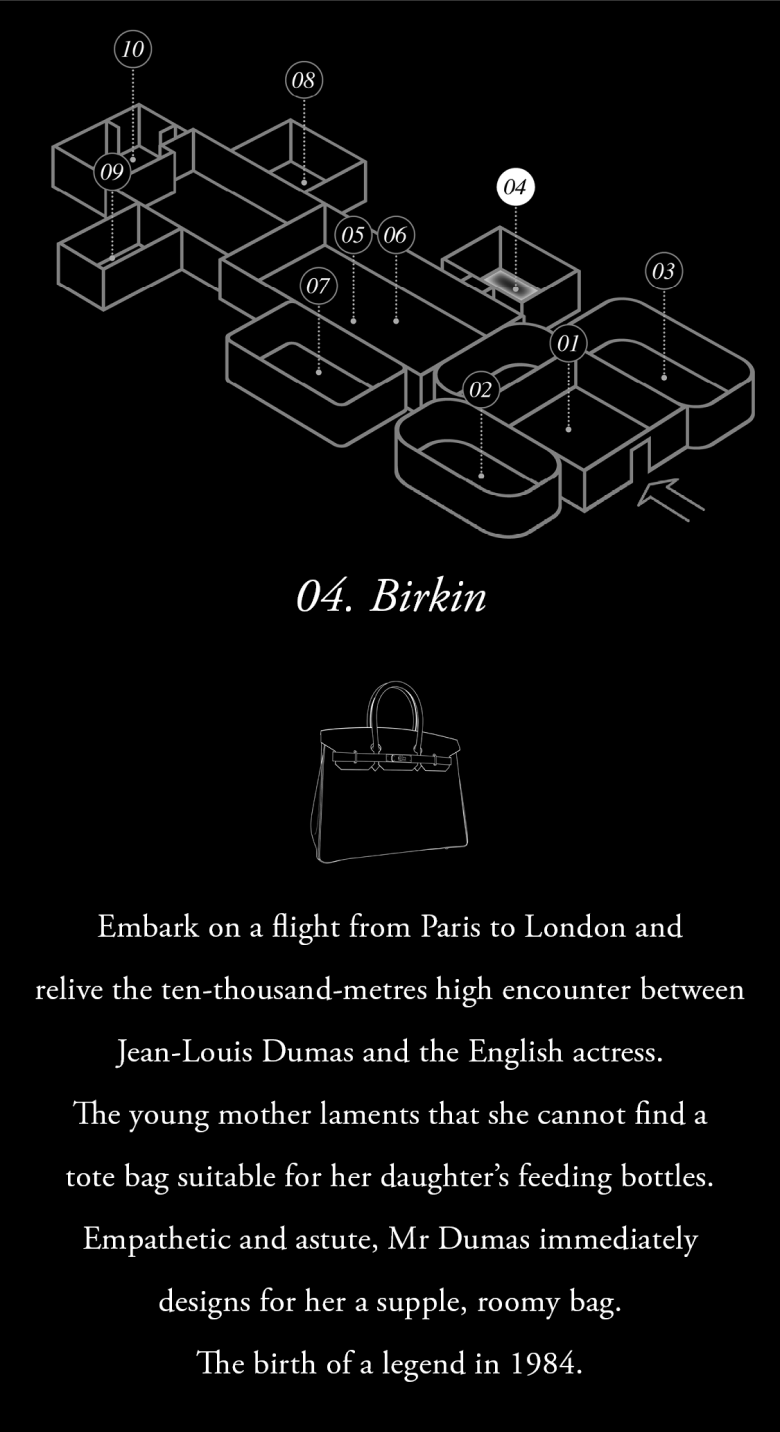 10
08
09
04
05
06
03
07
01
02
04. Birkin
Embark on a flight from Paris to London and
relive the ten-thousand-metres high encounter between
Jean-Louis Dumas and the English actress.
The young mother laments that she cannot find a
tote bag suitable for her daughter’s feeding bottles.
Empathetic and astute, Mr Dumas immediately
designs for her a supple, roomy bag.
The birth of a legend in 1984.